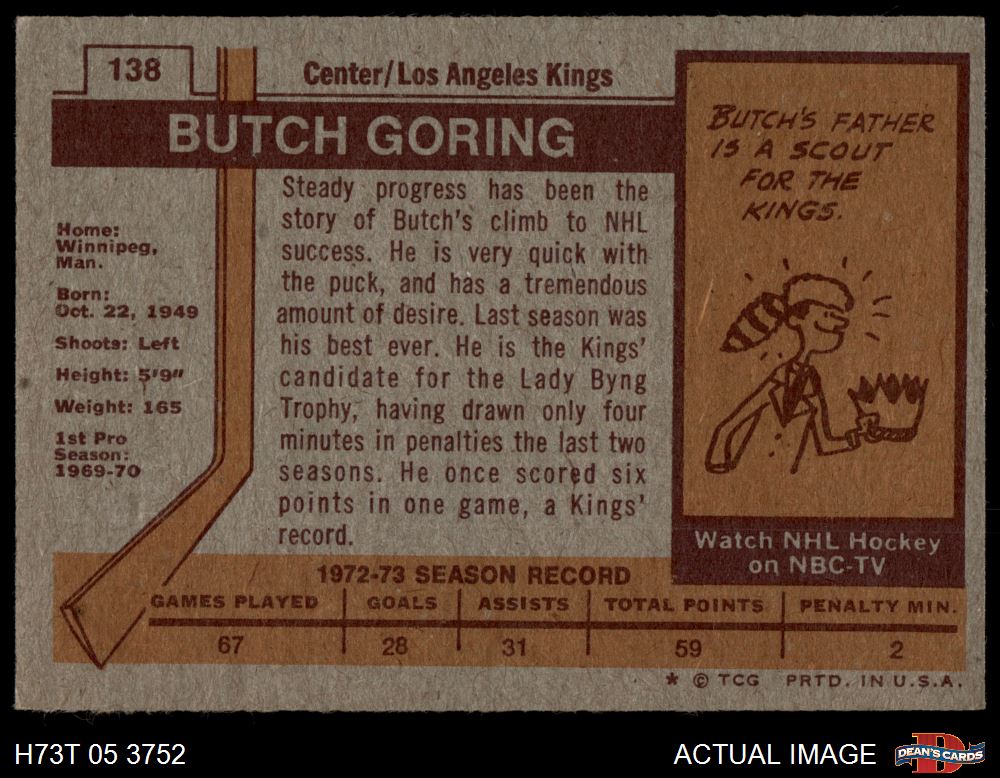 138
Center/Los Angeles Kings
BUTCH GORING
Home:
Winnipeg,
Man.
Born:
Oct. 22, 1949
Shoots: Left
Height: 5'9"
Weight: 165
1st Pro
Season:
1969-70
Steady progress has been the
story of Butch's climb to NHL
success. He is very quick with
the puck, and has a tremendous
amount of desire. Last season was
his best ever. He is the Kings'
candidate for the Lady Byng
Trophy, having drawn only four
minutes in penalties the last two
seasons. He once scored six
points in one game, a Kings'
record.
BUTCH'S FATHER
IS A SCOUT
FOR THE
KINGS.
Watch NHL Hockey
on NBC-TV
1972-73 SEASON RECORD
GAMES PLAYED GOALS ASSISTS TOTAL POINTS PENALTY MIN.
67 28 31 59 2
* © TCG PRTD. IN U.S.A.
H73T 05 3752
ACTUAL IMAGE
D
DEAN'S CARDS